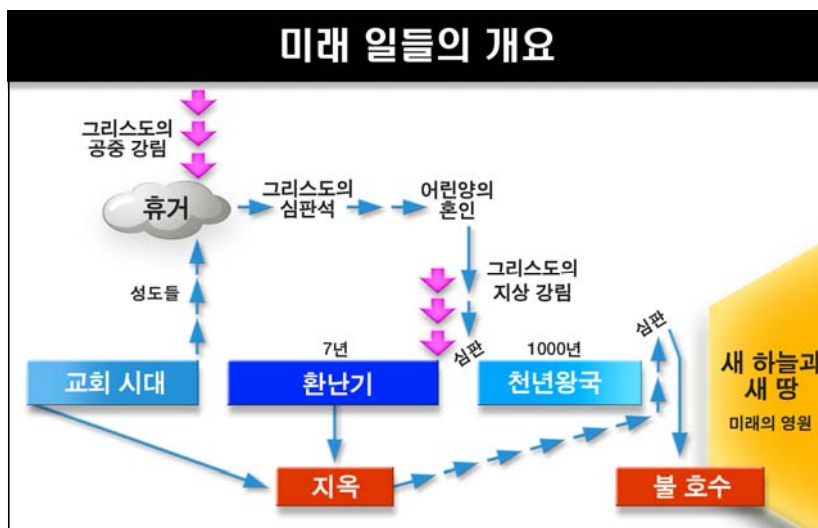 미래 일들의 개요
그리스도의
공중 강림
휴거
그리스도의
심판석
어린양의
혼인
성도들
그리스도의
지상 강림
심판
심판
7년
1000년
교회 시대
환난기
천년왕국
새 하늘과
새 땅
미래의 영원
지옥
불 호수